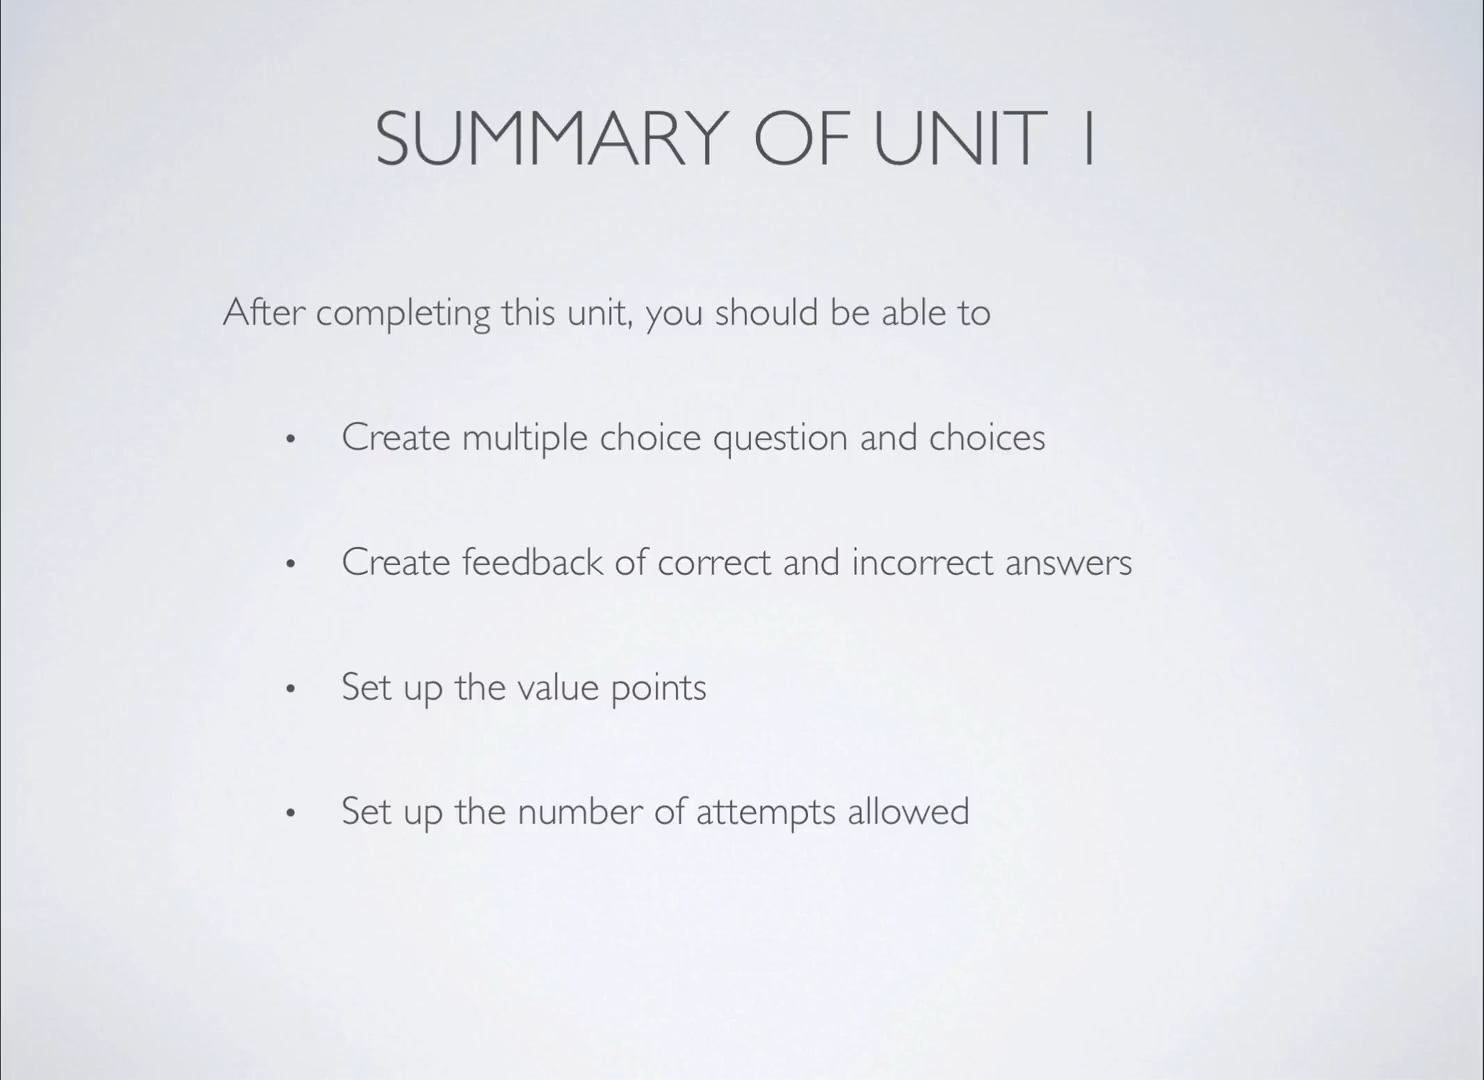 SUMMARY OF UNIT 1
After completing this unit, you should be able to
• Create multiple choice question and choices
• Create feedback of correct and incorrect answers
• Set up the value points
• Set up the number of attempts allowed